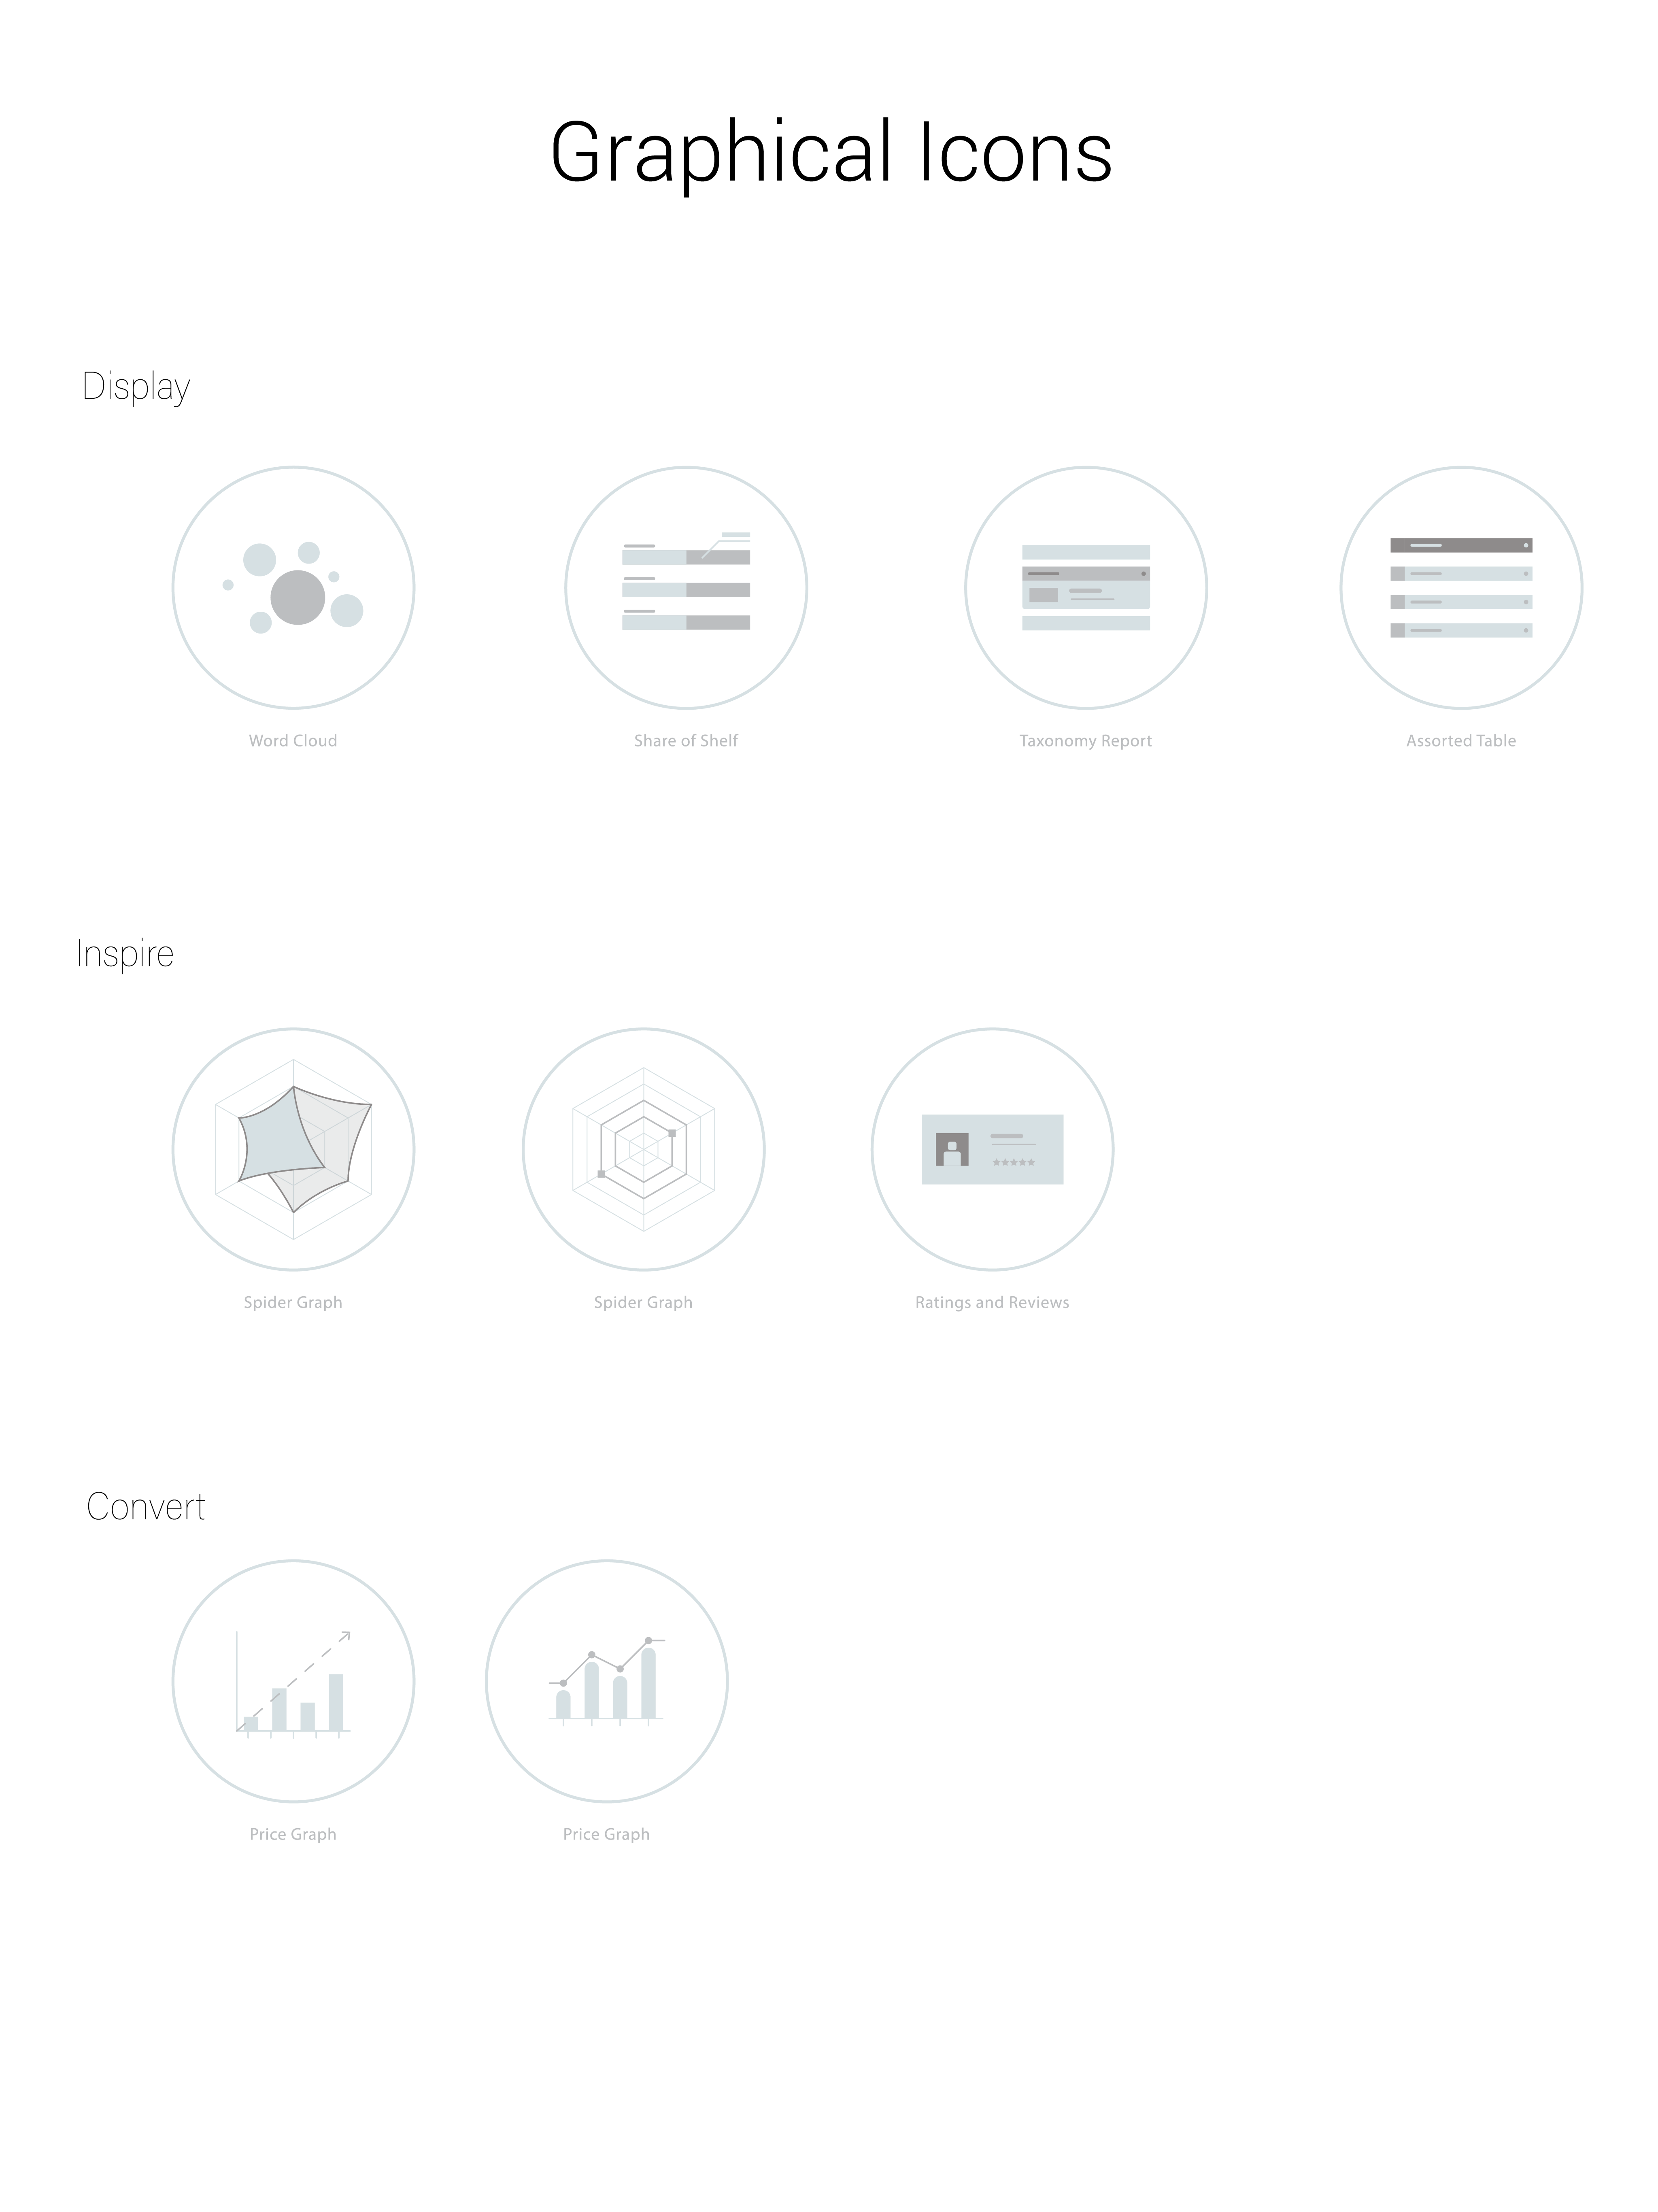 Graphical Icons
Display
Word Cloud
Share of Shelf
Taxonomy Report
Assorted Table
Inspire
Spider Graph
Spider Graph
Ratings and Reviews
Convert
Price Graph
Price Graph